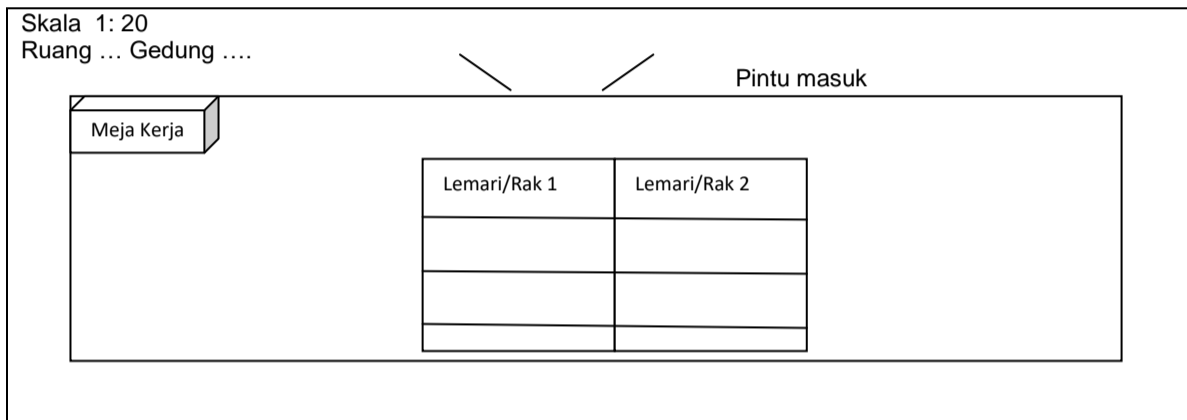 Skala 1: 20
Ruang … Gedung ….
Pintu masuk
Meja Kerja
Lemari/Rak 1
Lemari/Rak 2